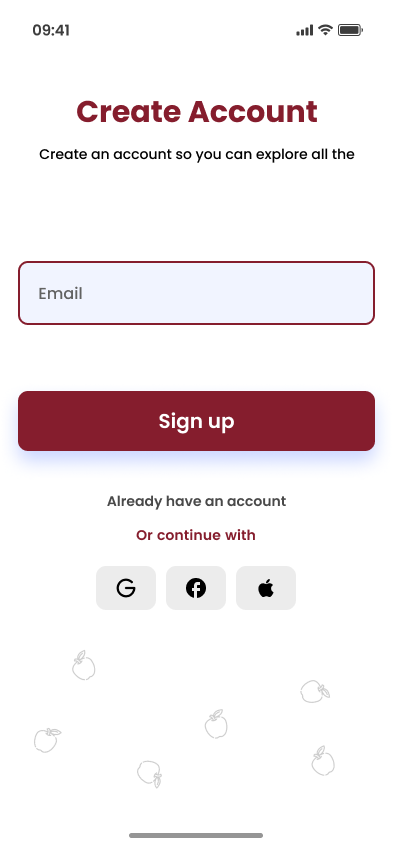 09:41
Create Account
Create an account so you can explore all the
Email
Sign up
Already have an account
Or continue with